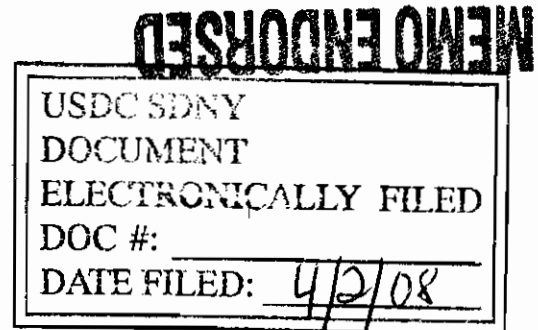 MEMO ENDORSED
USDC SDNY
DOCUMENT
ELECTRONICALLY FILED
DOC #:
DATE FILED: 4/2/08